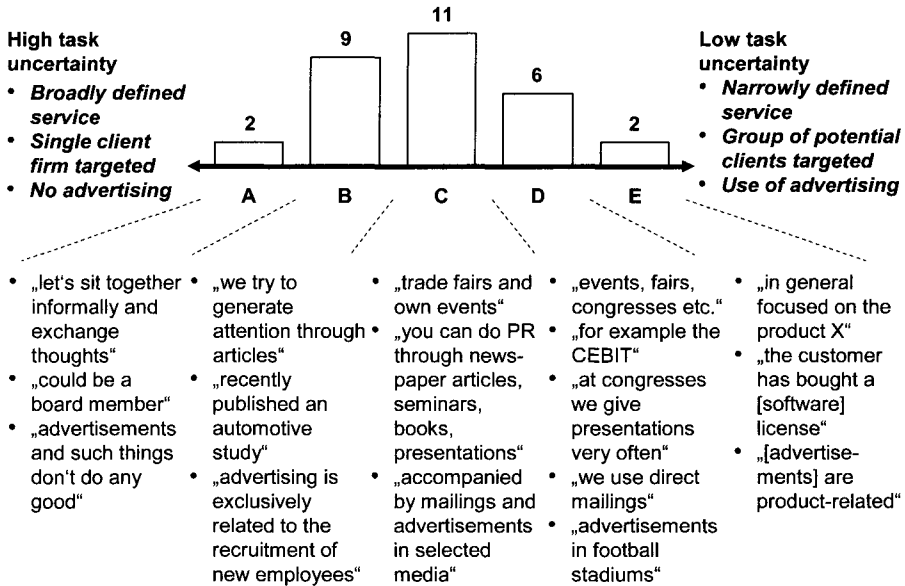 High task
uncertainty
• Broadly defined
service
• Single client
firm targeted
• No advertising
2
9
11
6
2
A
B
C
D
E
Low task
uncertainty
• Narrowly defined
service
• Group of potential
clients targeted
• Use of advertising
• „let‘s sit together
informally and
exchange
thoughts“
• „could be a
board member“
• „advertisements
and such things
don‘t do any
good“
• „we try to
generate
attention through
articles“
• „recently
published an
automotive
study“
• „advertising is
exclusively
related to the
recruitment of
new employees“
• „trade fairs and
own events“
• „you can do PR
through news-
paper articles,
seminars,
books,
presentations“
• „accompanied
by mailings and
advertisements
in selected
media“
• „events, fairs,
congresses etc.“
• „for example the
CEBIT“
• „at congresses
we give
presentations
very often“
• „we use direct
mailings“
• „advertisements
in football
stadiums“
• „in general
focused on the
product X“
• „the customer
has bought a
[software]
license“
• „[advertise-
ments] are
product-related“